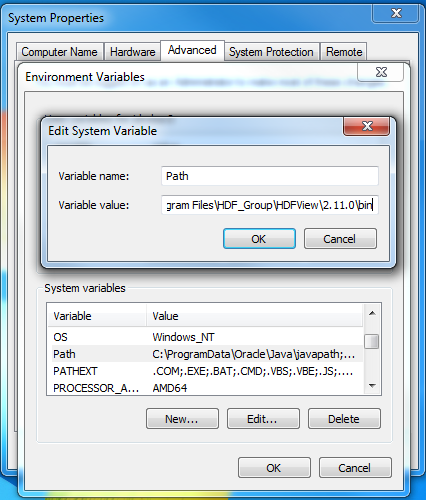 System Properties
Computer Name Hardware Advanced System Protection Remote
Environment Variables
Edit System Variable
Variable name: Path
Variable value: gram Files\HDF_Group\HDFView\2.11.0\bin
OK Cancel
System variables
Variable Value
OS Windows_NT
Path C:\ProgramData\Oracle\Java\javapath;...
PATHEXT .COM;.EXE;.BAT;.CMD;.VBS;.VBE;.JS;....
PROCESSOR_A... AMD64
New... Edit... Delete
OK Cancel